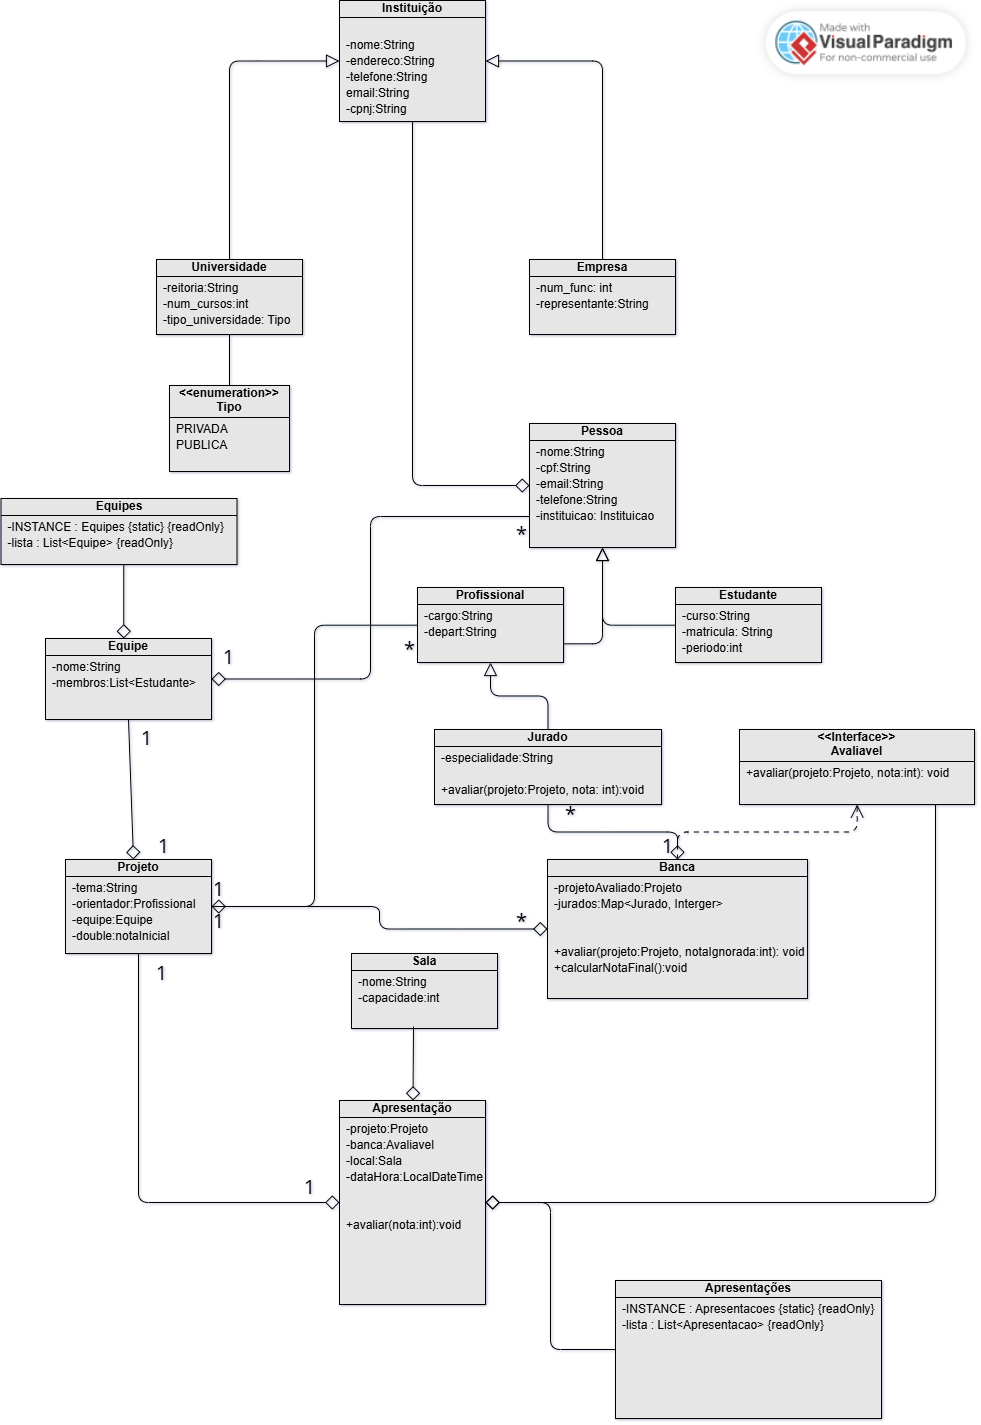 Instituição
-nome:String
-endereco:String
-telefone:String
email:String
-cpnj:String
Made with
Visual Paradigm
For non-commercial use
Universidade
-reitoria:String
-num_cursos:int
-tipo_universidade: Tipo
Empresa
-num_func: int
-representante:String
<<enumeration>>
Tipo
PRIVADA
PUBLICA
Pessoa
-nome:String
-cpf:String
-email:String
-telefone:String
-instituicao: Instituicao
*
Equipes
-INSTANCE : Equipes {static} {readOnly}
-lista : List<Equipe> {readOnly}
Profissional
-cargo:String
-depart:String
*
Estudante
-curso:String
-matricula: String
-periodo:int
Equipe
-nome:String
-membros:List<Estudante>
1
1
Jurado
-especialidade:String
+avaliar(projeto:Projeto, nota: int):void
*
<<Interface>>
Avaliavel
+avaliar(projeto:Projeto, nota:int): void
1
1
Projeto
-tema:String
-orientador:Profissional
-equipe:Equipe
-double:notaInicial
1
1
1
*
Banca
-projetoAvaliado:Projeto
-jurados:Map<Jurado, Interger>
+avaliar(projeto:Projeto, notaIgnorada:int): void
+calcularNotaFinal():void
Sala
-nome:String
-capacidade:int
Apresentação
-projeto:Projeto
-banca:Avaliavel
-local:Sala
-dataHora:LocalDateTime
+avaliar(nota:int):void
1
Apresentações
-INSTANCE : Apresentacoes {static} {readOnly}
-lista : List<Apresentacao> {readOnly}